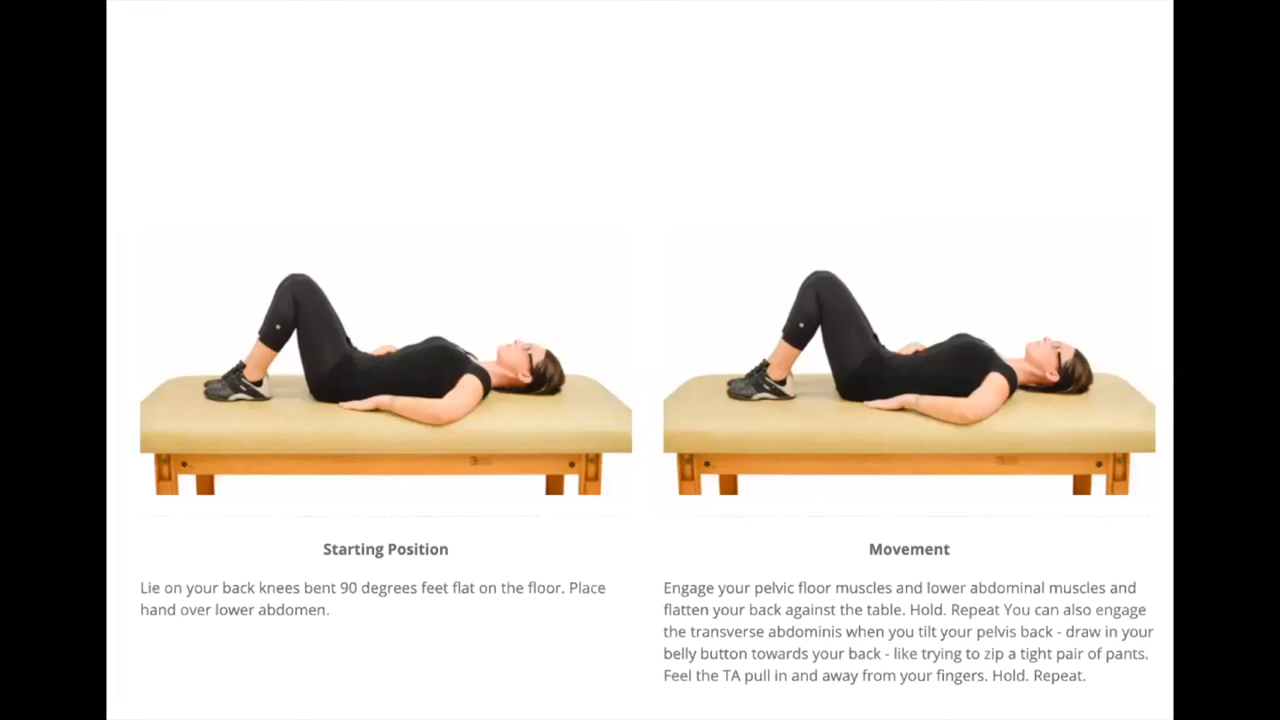 Starting Position
Lie on your back knees bent 90 degrees feet flat on the floor. Place
hand over lower abdomen.
Movement
Engage your pelvic floor muscles and lower abdominal muscles and
flatten your back against the table. Hold. Repeat You can also engage
the transverse abdominis when you tilt your pelvis back - draw in your
belly button towards your back - like trying to zip a tight pair of pants.
Feel the TA pull in and away from your fingers. Hold. Repeat.